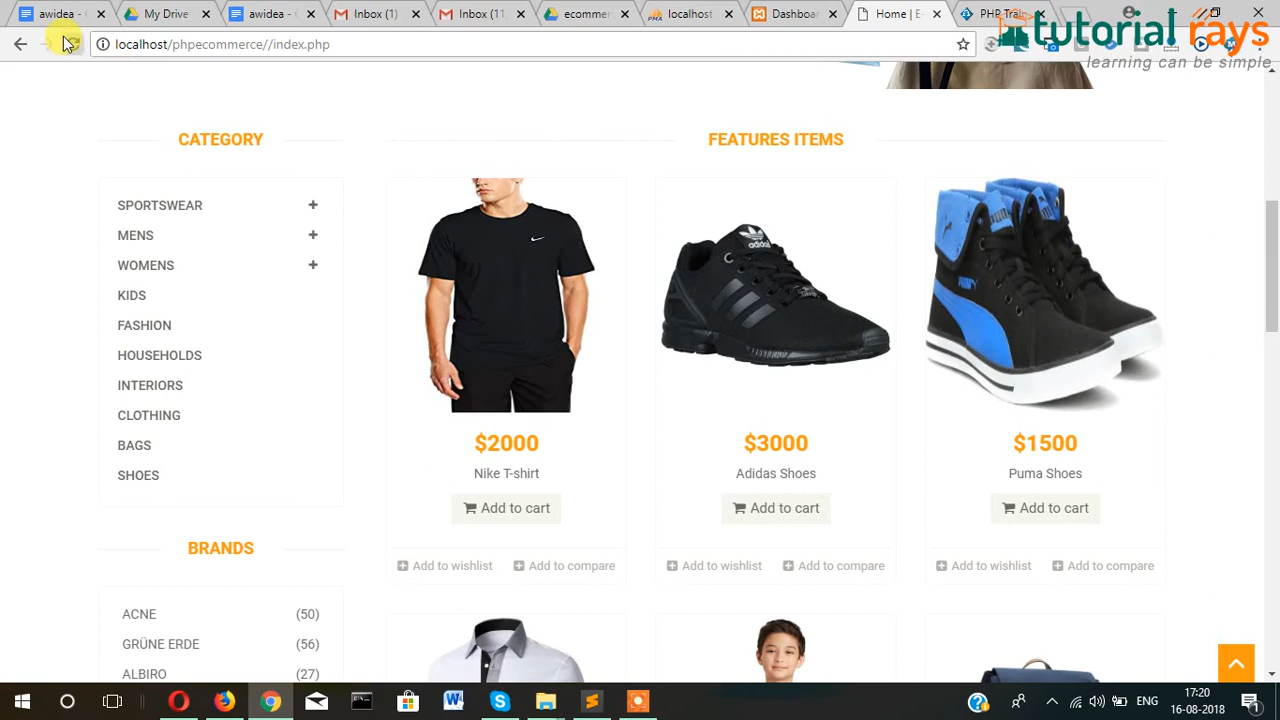 awidea -
My Drive
awidea -
Inbox (1)
Inbox (11
ecommer
localhost
Dashboar
Home | E
PHP Tra
tutorial rays
learning can be simple
localhost/phpecommerce//index.php
CATEGORY
SPORTSWEAR
MENS
WOMENS
KIDS
FASHION
HOUSEHOLDS
INTERIORS
CLOTHING
BAGS
SHOES
BRANDS
ACNE (50)
GRÜNE ERDE (56)
ALBIRO (27)
FEATURES ITEMS
adidas
PUMA
$2000 $3000 $1500
Nike T-shirt Adidas Shoes Puma Shoes
Add to cart Add to cart Add to cart
Add to wishlist Add to compare Add to wishlist Add to compare Add to wishlist Add to compare
ENG
17:20
16-08-2018